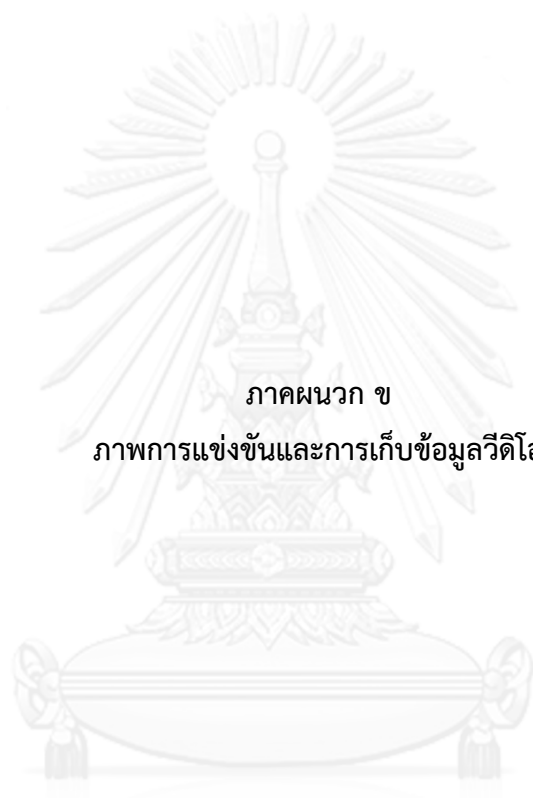 ภาคผนวก ข
ภาพการแข่งขันและการเก็บข้อมูลวีดิโ